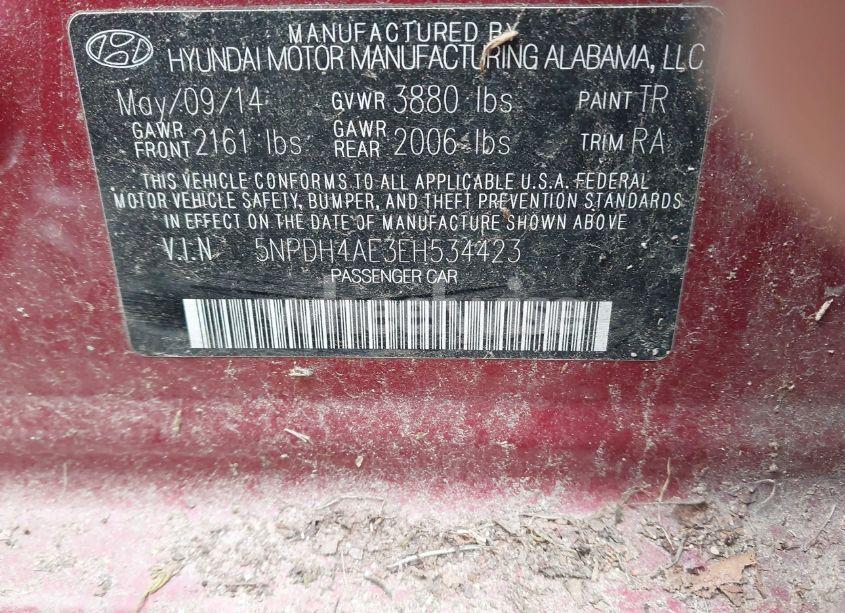 MANUFACTURED BY
HYUNDAI MOTOR MANUFACTURING ALABAMA, LLC
May/09/14 GVWR 3880 lbs PAINT TR
GAWR FRONT 2161 lbs GAWR REAR 2006 lbs TRIM RA
THIS VEHICLE CONFORMS TO ALL APPLICABLE U.S.A. FEDERAL
MOTOR VEHICLE SAFETY, BUMPER, AND THEFT PREVENTION STANDARDS
IN EFFECT ON THE DATE OF MANUFACTURE SHOWN ABOVE
V.I.N 5NPDH4AE3EH534423
PASSENGER CAR